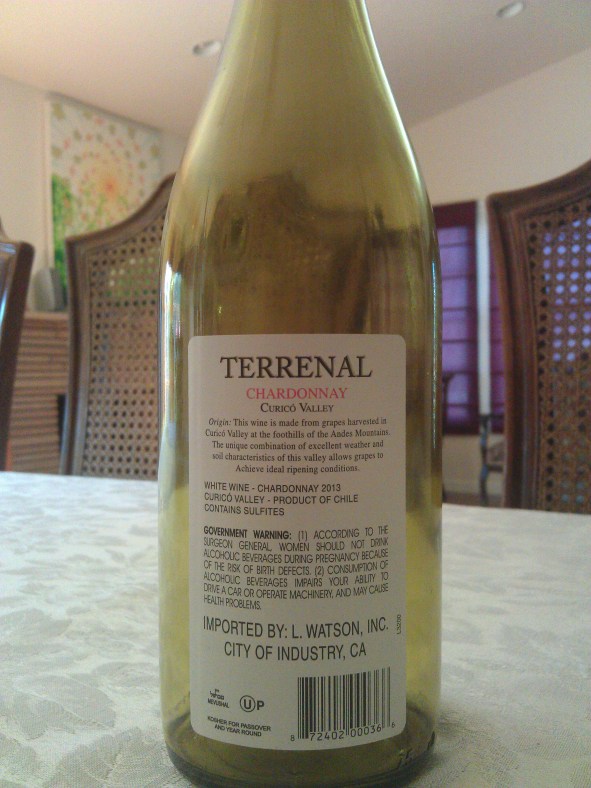 TERRENAL
CHARDONNAY
CURICÓ VALLEY
Origin: This wine is made from grapes harvested in
Curicó Valley at the foothills of the Andes Mountains.
The unique combination of excellent weather and
soil characteristics of this valley allows grapes to
Achieve ideal ripening conditions.
WHITE WINE - CHARDONNAY 2013
CURICÓ VALLEY - PRODUCT OF CHILE
CONTAINS SULFITES
GOVERNMENT WARNING: (1) ACCORDING TO THE
SURGEON GENERAL, WOMEN SHOULD NOT DRINK
ALCOHOLIC BEVERAGES DURING PREGNANCY BECAUSE
OF THE RISK OF BIRTH DEFECTS. (2) CONSUMPTION OF
ALCOHOLIC BEVERAGES IMPAIRS YOUR ABILITY TO
DRIVE A CAR OR OPERATE MACHINERY, AND MAY CAUSE
HEALTH PROBLEMS.
IMPORTED BY: L. WATSON, INC.
CITY OF INDUSTRY, CA
MEVUSHAL
U P
KOSHER FOR PASSOVER
AND YEAR ROUND
8 72402 00036 6